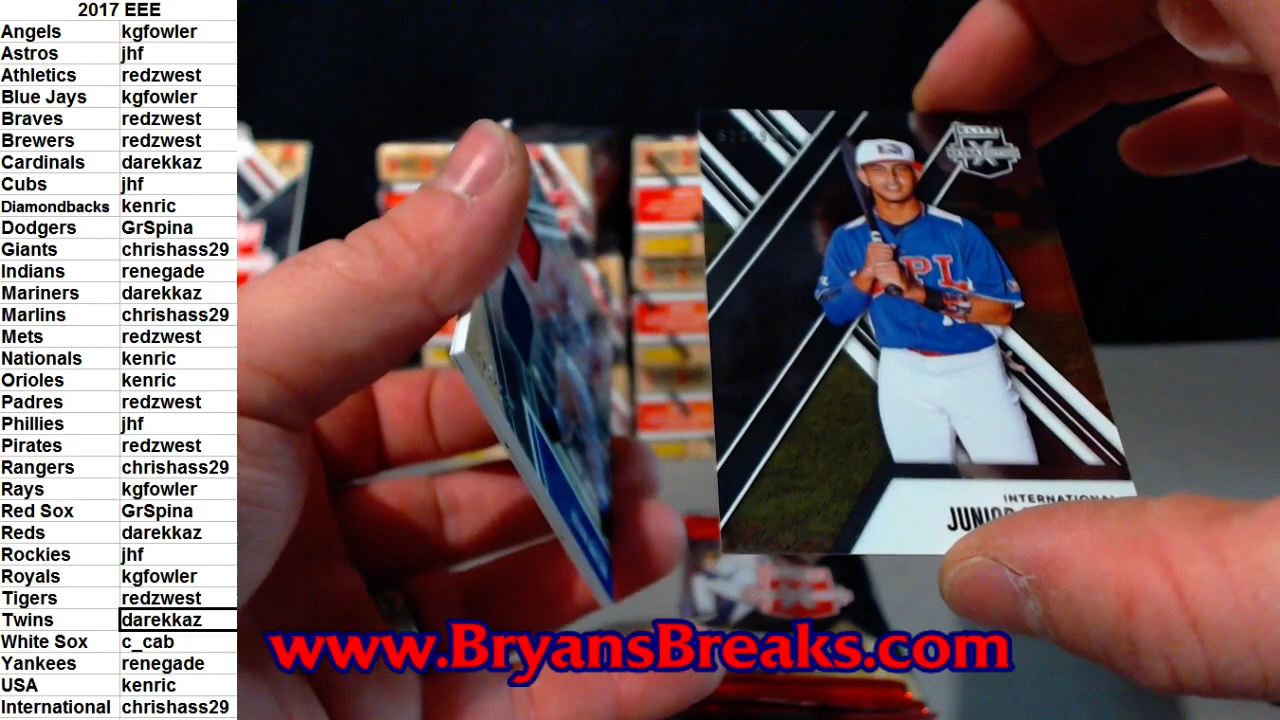 2017 EEE
Angels kgfowler
Astros jhf
Athletics redzwest
Blue Jays kgfowler
Braves redzwest
Brewers redzwest
Cardinals darekkaz
Cubs jhf
Diamondbacks kenric
Dodgers GrSpina
Giants chrishass29
Indians renegade
Mariners darekkaz
Marlins chrishass29
Mets redzwest
Nationals kenric
Orioles kenric
Padres redzwest
Phillies jhf
Pirates redzwest
Rangers chrishass29
Rays kgfowler
Red Sox GrSpina
Reds darekkaz
Rockies jhf
Royals kgfowler
Tigers redzwest
Twins darekkaz
White Sox c_cab
Yankees renegade
USA kenric
International chrishass29
ELITE
PL
INTERNATIONAL
JUNIOR
www.BryansBreaks.com